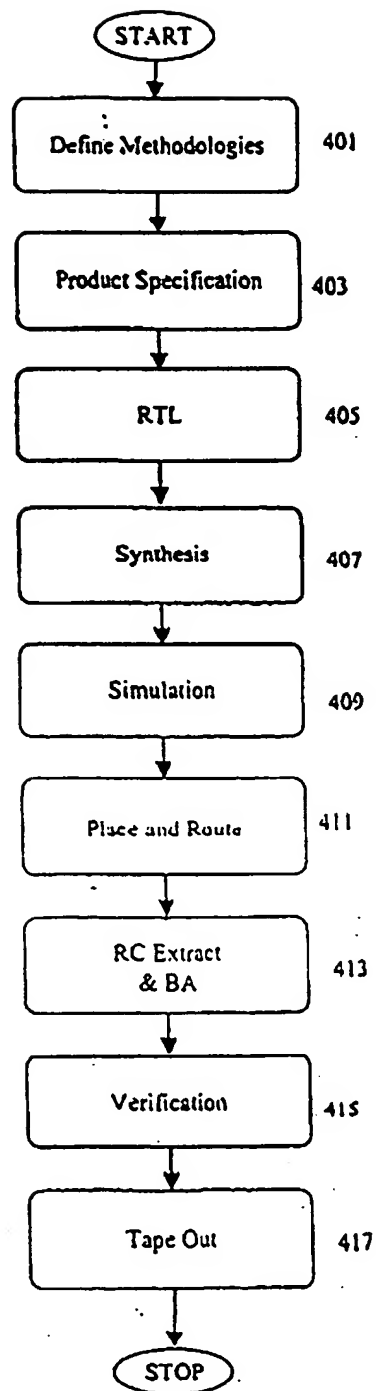 START
Define Methodologies 401
Product Specification 403
RTL 405
Synthesis 407
Simulation 409
Place and Route 411
RC Extract
& BA 413
Verification 415
Tape Out 417
STOP